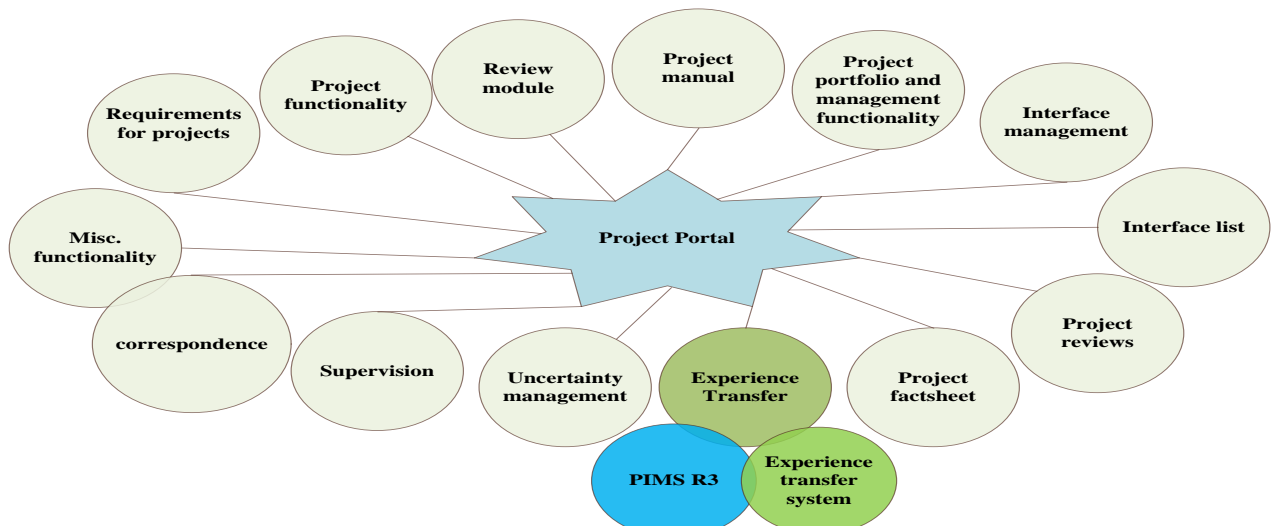 Project
manual
Review
module
Project
portfolio and
management
functionality
Project
functionality
Requirements
for projects
Interface
management
Interface list
Misc.
functionality
Project Portal
Project
reviews
correspondence
Supervision
Uncertainty
management
Experience
Transfer
Project
factsheet
PIMS R3
Experience
transfer
system